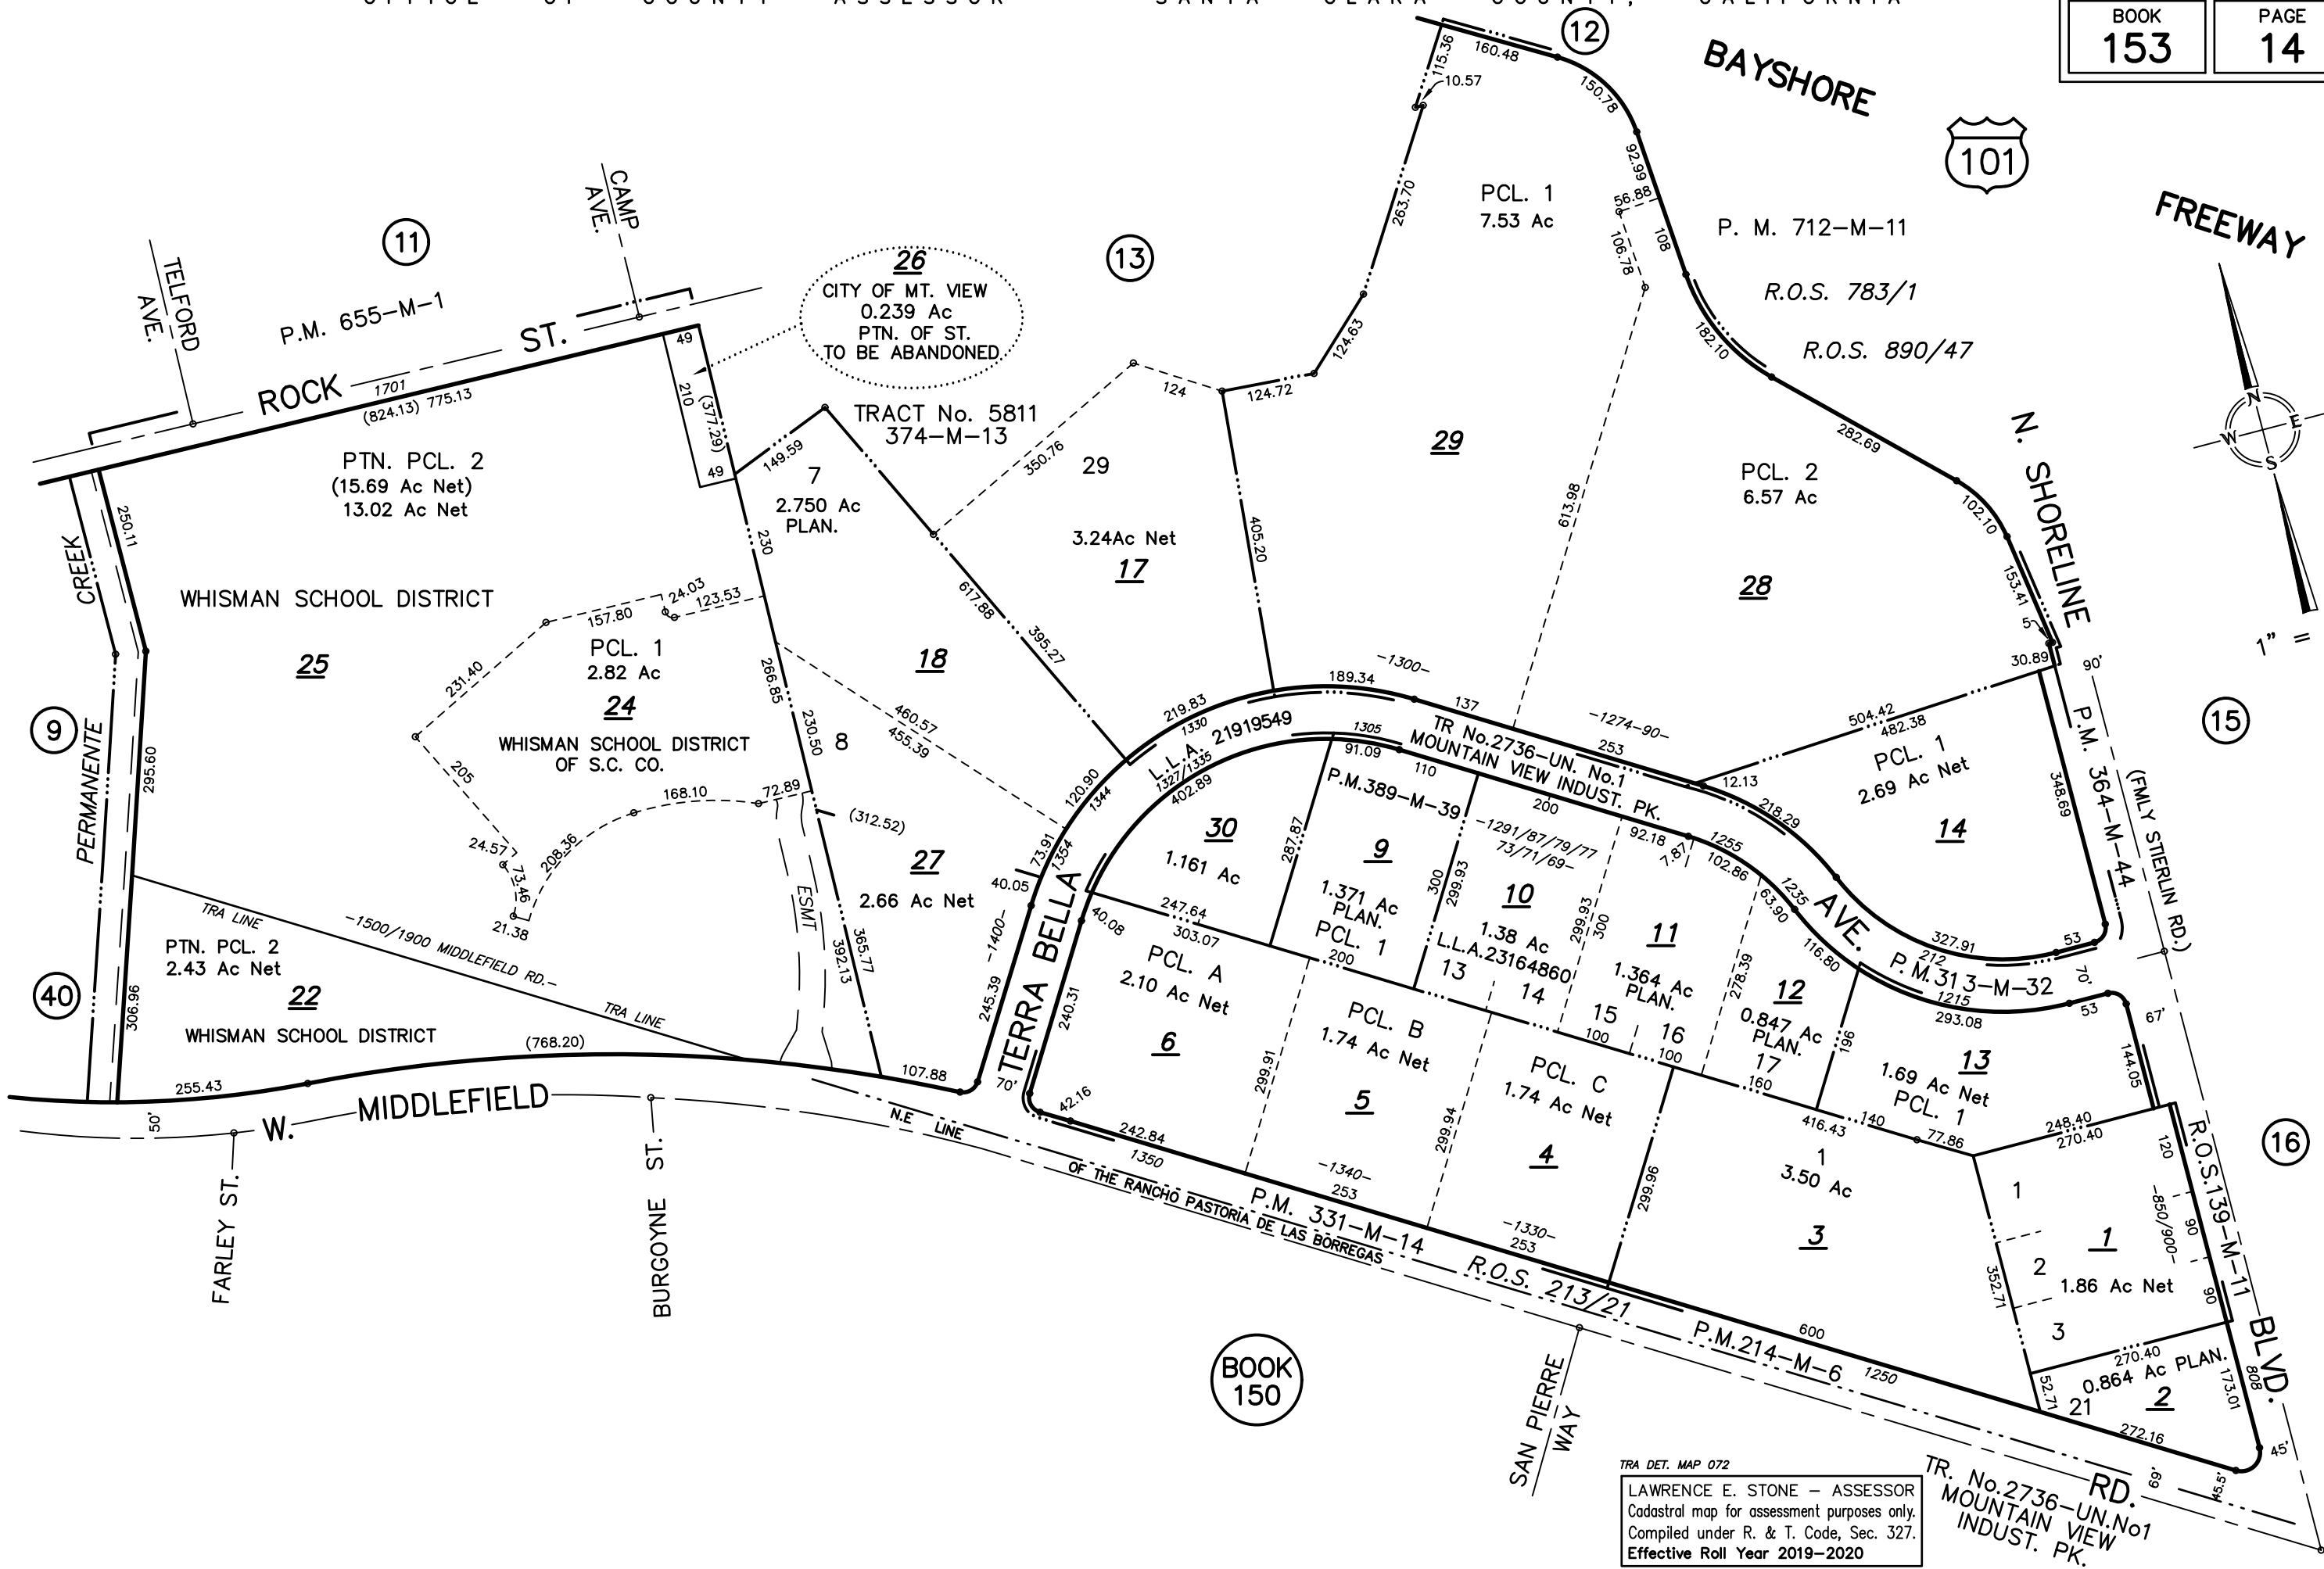 OFFICE OF COUNTY ASSESSOR SANTA CLARA COUNTY, CALIFORNIA
BOOK
153
PAGE
14
12
BAYSHORE
101
FREEWAY
115.36
160.48
10.57
150.78
92.99
263.70
PCL. 1
7.53 Ac
56.88
106.78
108
P. M. 712-M-11
R.O.S. 783/1
R.O.S. 890/47
182.10
124.63
124.72
29
613.98
282.69
PCL. 2
6.57 Ac
28
102.10
153.41
5
30.89
90'
N. SHORELINE
N
E
S
W
1" =
11
P.M. 655-M-1
TELFORD
AVE.
CAMP
AVE.
ROCK
ST.
1701
(824.13) 775.13
26
CITY OF MT. VIEW
0.239 Ac
PTN. OF ST.
TO BE ABANDONED
13
49
210
(377.29)
49
149.59
TRACT No. 5811
374-M-13
7
2.750 Ac
PLAN.
124
350.76
29
3.24Ac Net
17
405.20
PTN. PCL. 2
(15.69 Ac Net)
13.02 Ac Net
250.11
CREEK
WHISMAN SCHOOL DISTRICT
25
230
617.88
395.27
18
24.03
123.53
157.80
PCL. 1
2.82 Ac
24
WHISMAN SCHOOL DISTRICT
OF S.C. CO.
231.40
205
168.10
72.89
208.36
24.57
73.46
21.38
266.85
230.50
8
460.57
455.39
(312.52)
27
2.66 Ac Net
ESMT
365.77
392.13
9
PERMANENTE
295.60
TRA LINE
-1500/1900 MIDDLEFIELD RD.-
TRA LINE
PTN. PCL. 2
2.43 Ac Net
22
WHISMAN SCHOOL DISTRICT
40
306.96
(768.20)
255.43
107.88
50'
W. MIDDLEFIELD
FARLEY ST.
BURGOYNE ST.
219.83
189.34
-1300-
1330
L.L.A. 21919549
1305
1327/1335
402.89
91.09
110
120.90
1344
73.91
1354
40.05
-1400-
245.39
TERRA BELLA
70'
137
TR No.2736-UN. No.1
MOUNTAIN VIEW INDUST. PK.
-1274-90-
253
12.13
504.42
482.38
PCL. 1
2.69 Ac Net
14
348.69
P.M. 364-M-44
(FMLY STIERLIN RD.)
15
218.29
1255
1235
AVE.
327.91
212
53
P.M.313-M-32
70'
1215
293.08
53
67'
P.M.389-M-39
30
1.161 Ac
287.87
9
1.371 Ac
PLAN.
PCL. 1
200
-1291/87/79/77
73/71/69-
92.18
7.87
102.86
63.90
116.80
300
299.93
10
1.38 Ac
L.L.A.23164860
13
14
299.93
300
11
1.364 Ac
PLAN.
15
16
278.39
12
0.847 Ac
PLAN.
17
196
13
1.69 Ac Net
PCL. 1
144.05
40.08
247.64
303.07
200
100
100
160
416.43
140
77.86
248.40
270.40
240.31
PCL. A
2.10 Ac Net
6
299.91
PCL. B
1.74 Ac Net
5
299.94
PCL. C
1.74 Ac Net
4
299.96
1
3.50 Ac
3
42.16
242.84
1350
-1340-
253
-1330-
253
600
1250
N.E LINE
OF THE RANCHO PASTORIA DE LAS BORREGAS
P.M. 331-M-14
R.O.S. 213/21
P.M.214-M-6
RD.
1
2
3
352.71
120
90
-850/900-
90
R.O.S.139-M-11
16
1
1.86 Ac Net
270.40
0.864 Ac PLAN.
2
21
52.71
173.01
808
BLVD.
272.16
45'
45.5'
69'
BOOK
150
SAN PIERRE
WAY
TR. No.2736-UN.No1
MOUNTAIN VIEW
INDUST. PK.
TRA DET. MAP 072
LAWRENCE E. STONE - ASSESSOR
Cadastral map for assessment purposes only.
Compiled under R. & T. Code, Sec. 327.
Effective Roll Year 2019-2020